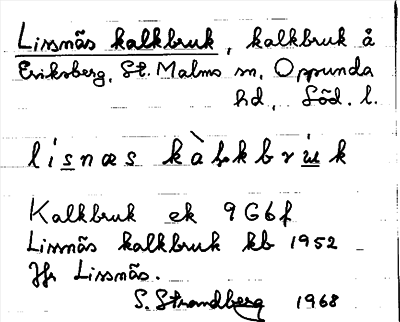 Lissnäs kalkbruk, kalkbruk å
Eriksberg, St. Malms sn, Oppunda
hd, Söd. l.
lisnæs kàḷkbruk
Kalkbruk ek 9G6f
Lissnäs kalkbruk kb 1952
Jfr Lissnäs.
S. Strandberg 1968